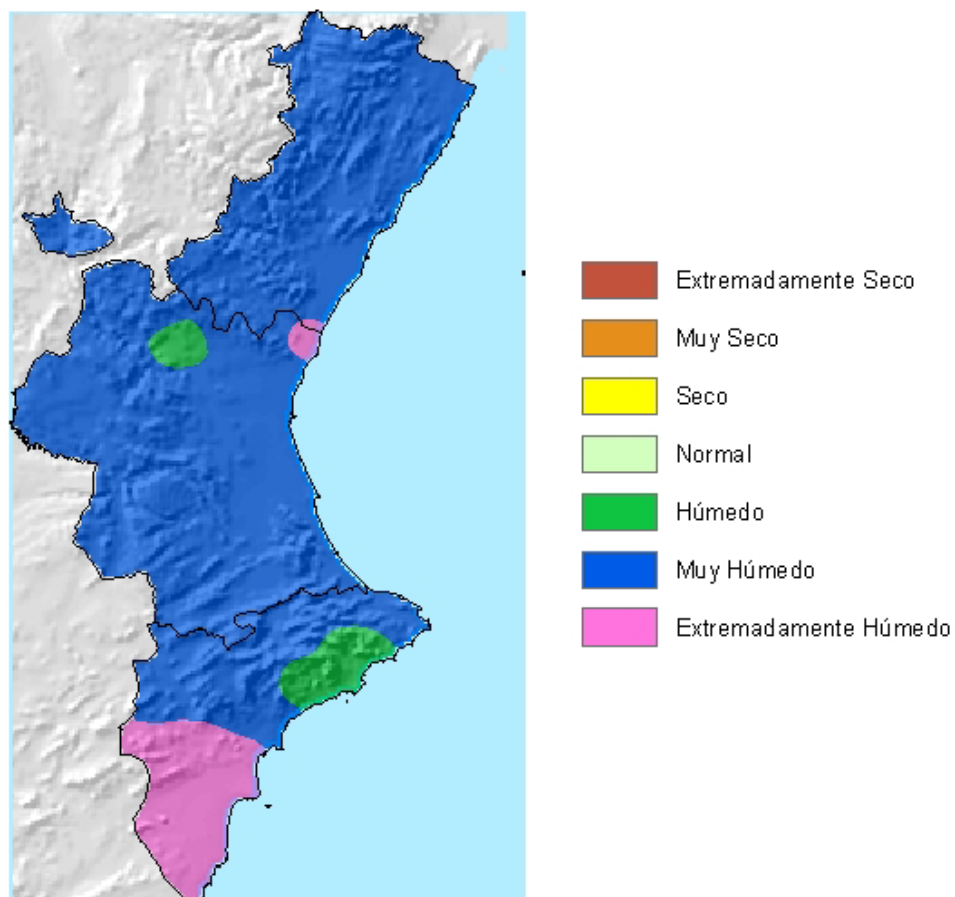 Extremadamente Seco
Muy Seco
Seco
Normal
Húmedo
Muy Húmedo
Extremadamente Húmedo